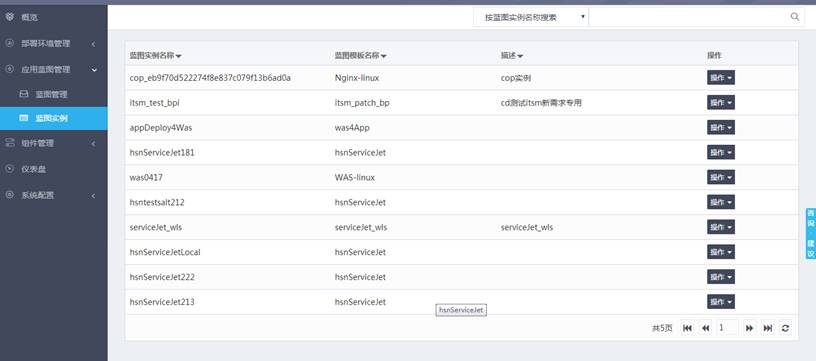 概览
部署环境管理
应用蓝图管理
蓝图管理
蓝图实例
组件管理
仪表盘
系统配置
按蓝图实例名称搜索
蓝图实例名称 蓝图模板名称 描述 操作
cop_eb9f70d522274f8e837c079f13b6ad0a Nginx-linux cop实例 操作
itsm_test_bpi itsm_patch_bp cd测试itsm新需求专用 操作
appDeploy4Was was4App 操作
hsnServiceJet181 hsnServiceJet 操作
was0417 WAS-linux 操作
hsntestsalt212 hsnServiceJet 操作
serviceJet_wls serviceJet_wls serviceJet_wls 操作
hsnServiceJetLocal hsnServiceJet 操作
hsnServiceJet222 hsnServiceJet 操作
hsnServiceJet213 hsnServiceJet 操作
hsnServiceJet
共5页 1
咨询·建议